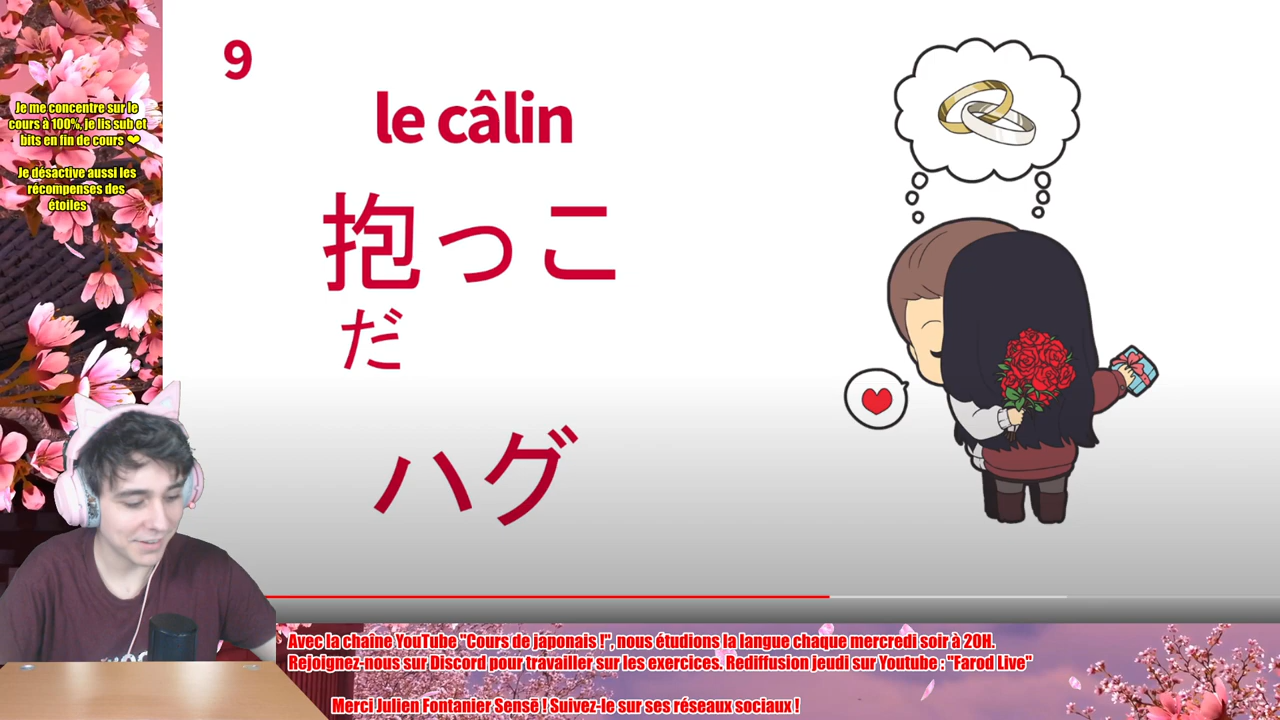 Je me concentre sur le
cours à 100%, je lis sub et
bits en fin de cours ❤
Je désactive aussi les
récompenses des
étoiles
9
le câlin
抱っこ
だ
ハグ
Avec la chaîne YouTube "Cours de japonais !", nous étudions la langue chaque mercredi soir à 20H.
Rejoignez-nous sur Discord pour travailler sur les exercices. Rediffusion jeudi sur Youtube : "Farod Live"
Merci Julien Fontanier Sensē ! Suivez-le sur ses réseaux sociaux !